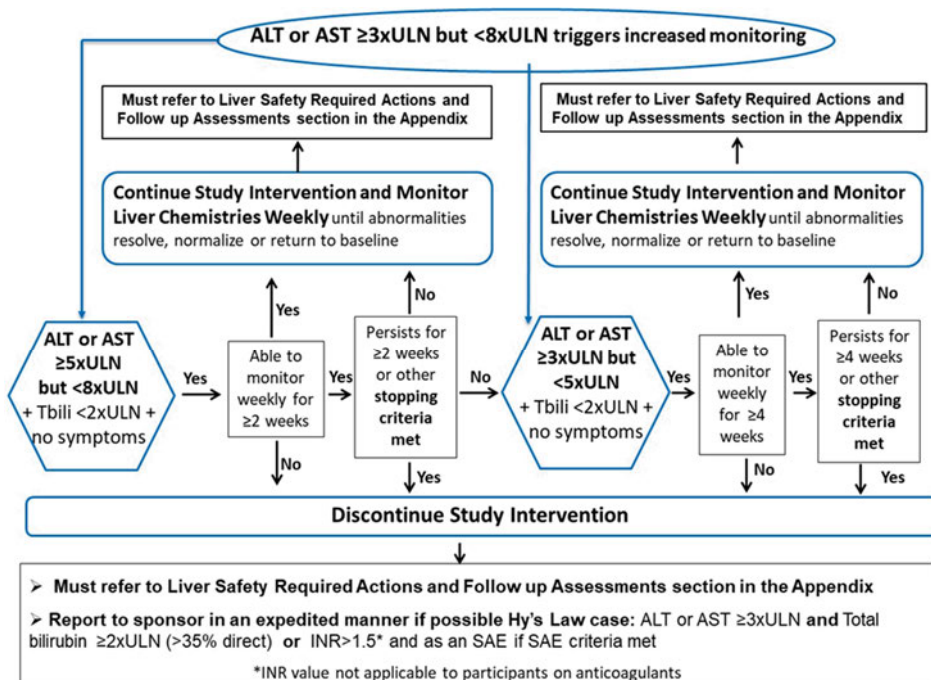 ALT or AST ≥3xULN but <8xULN triggers increased monitoring
Must refer to Liver Safety Required Actions and
Follow up Assessments section in the Appendix
Must refer to Liver Safety Required Actions and
Follow up Assessments section in the Appendix
Continue Study Intervention and Monitor
Liver Chemistries Weekly until abnormalities
resolve, normalize or return to baseline
Continue Study Intervention and Monitor
Liver Chemistries Weekly until abnormalities
resolve, normalize or return to baseline
Yes
No
Yes
No
ALT or AST
≥5xULN
but <8xULN
+ Tbili <2xULN +
no symptoms
Yes
Able to
monitor
weekly for
≥2 weeks
Yes
Persists for
≥2 weeks
or other
stopping
criteria
met
No
ALT or AST
≥3xULN but
<5xULN
+ Tbili <2xULN +
no symptoms
Yes
Able to
monitor
weekly
for ≥4
weeks
Yes
Persists for
≥4 weeks
or other
stopping
criteria
met
No
Yes
No
Yes
Discontinue Study Intervention
➢ Must refer to Liver Safety Required Actions and Follow up Assessments section in the Appendix
➢ Report to sponsor in an expedited manner if possible Hy's Law case: ALT or AST ≥3xULN and Total
bilirubin ≥2xULN (>35% direct) or INR>1.5* and as an SAE if SAE criteria met
*INR value not applicable to participants on anticoagulants